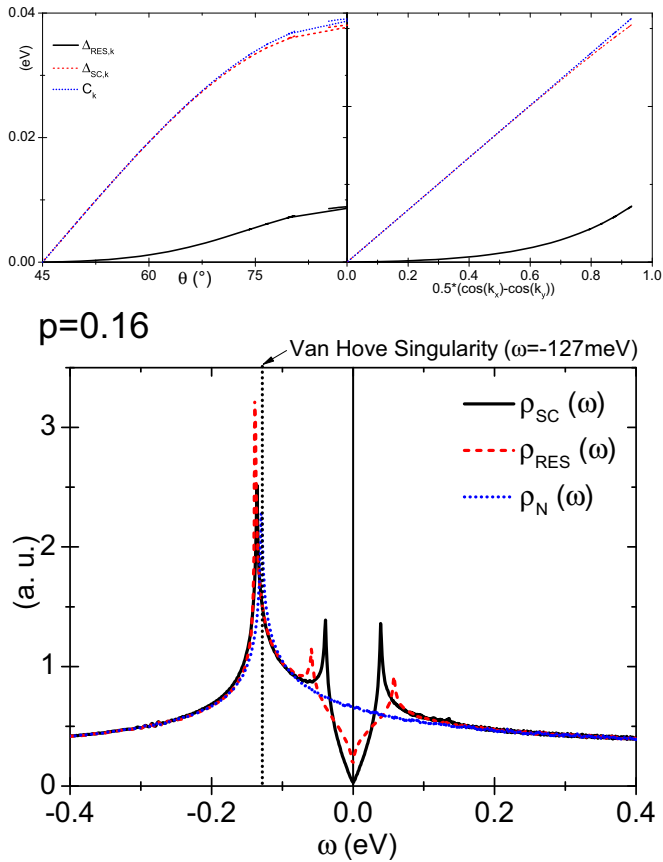 0.04
(eV)
Δ_RES,k
Δ_SC,k
C_k
0.02
0.00
45 60 75 0.0 0.2 0.4 0.6 0.8 1.0
θ (°) 0.5*(cos(k_x)-cos(k_y))
p=0.16
Van Hove Singularity (ω=-127meV)
ρ_SC (ω)
ρ_RES (ω)
ρ_N (ω)
3
2
1
0
(a. u.)
-0.4 -0.2 0.0 0.2 0.4
ω (eV)